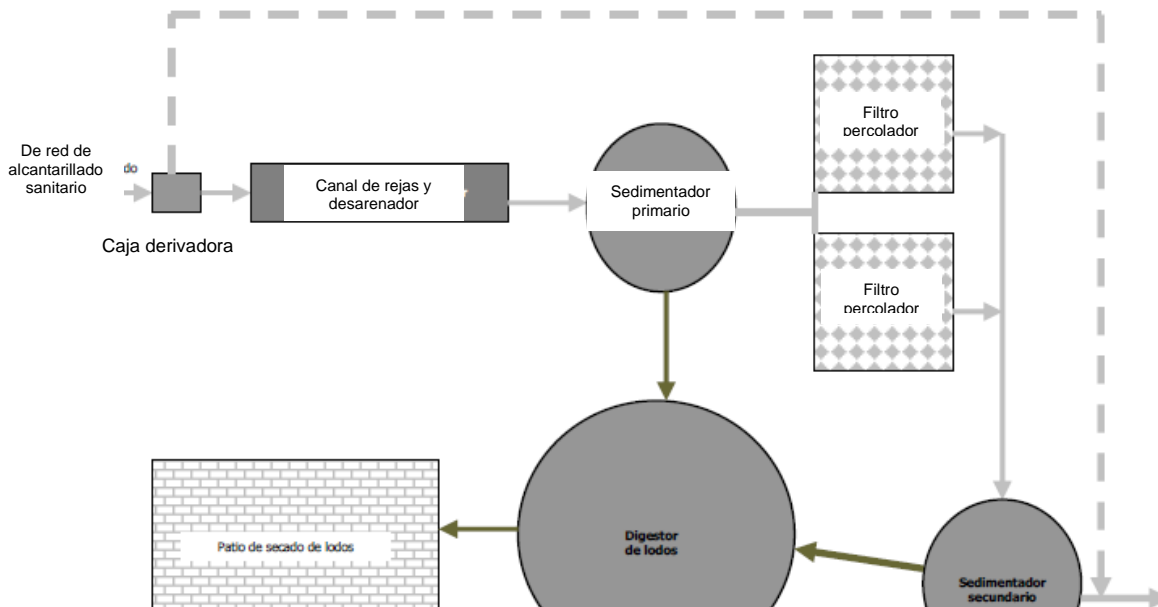 De red de
alcantarillado
sanitario
do
Caja derivadora
Canal de rejas y
desarenador
Sedimentador
primario
Filtro
percolador
Filtro
percolador
Digestor
de lodos
Patio de secado de lodos
Sedimentador
secundario